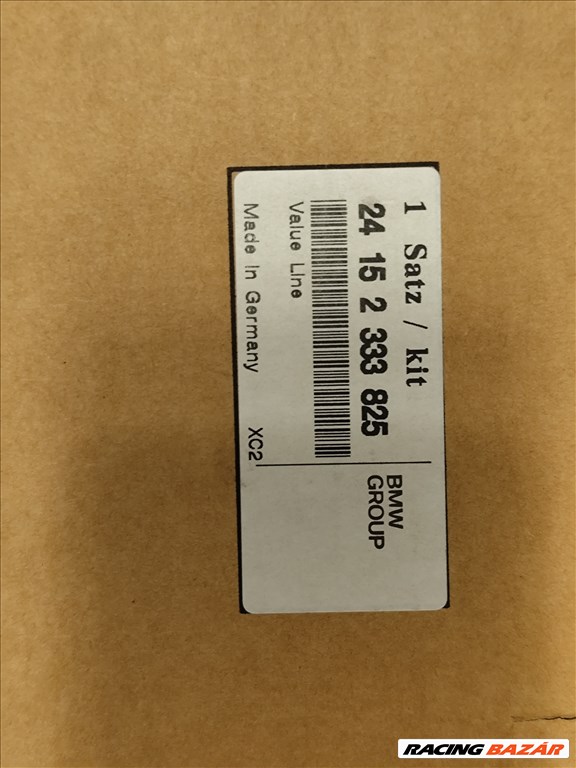 1 Satz / kit
24 15 2 333 825
BMW
GROUP
Value Line
Made in Germany
XC2
RACING BAZÁR